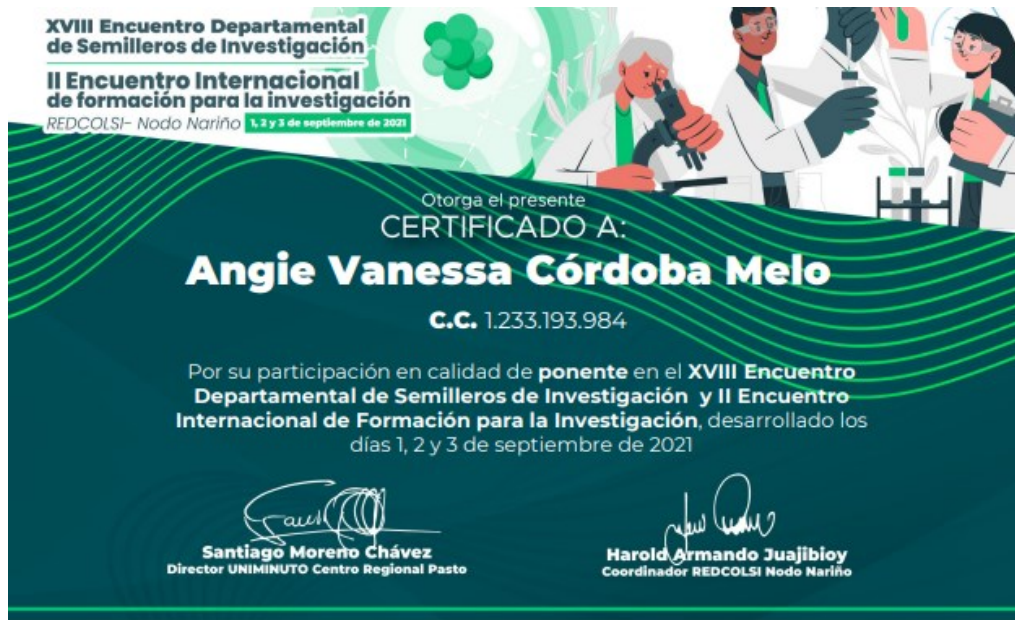 XVIII Encuentro Departamental
de Semilleros de Investigación
II Encuentro Internacional
de formación para la investigación
REDCOLSI- Nodo Nariño 1, 2 y 3 de septiembre de 2021
Otorga el presente
CERTIFICADO A:
Angie Vanessa Córdoba Melo
C.C. 1.233.193.984
Por su participación en calidad de ponente en el XVIII Encuentro
Departamental de Semilleros de Investigación y II Encuentro
Internacional de Formación para la Investigación, desarrollado los
días 1, 2 y 3 de septiembre de 2021
Santiago Moreno Chávez
Director UNIMINUTO Centro Regional Pasto
Harold Armando Juajibioy
Coordinador REDCOLSI Nodo Nariño